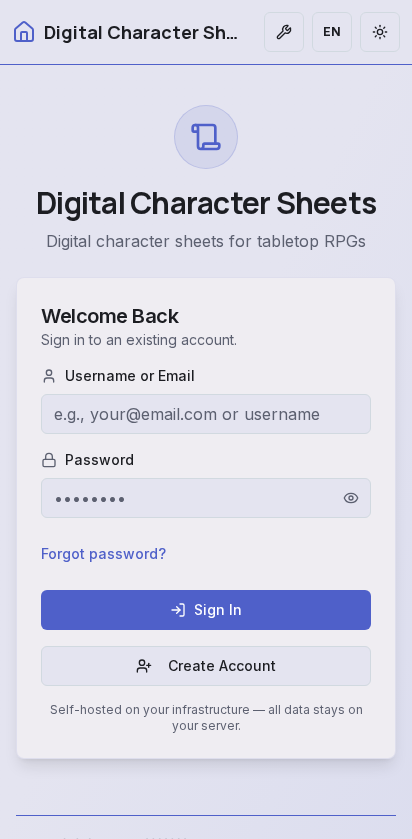 Digital Character Sh...
EN
Digital Character Sheets
Digital character sheets for tabletop RPGs
Welcome Back
Sign in to an existing account.
Username or Email
e.g., your@email.com or username
Password
Forgot password?
Sign In
Create Account
Self-hosted on your infrastructure — all data stays on
your server.